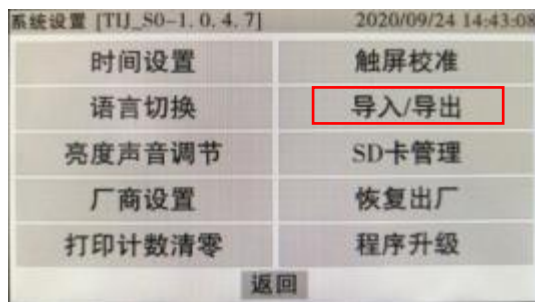 系统设置 [TIJ_S0-1.0.4.7] 2020/09/24 14:43:08
时间设置 触屏校准
语言切换 导入/导出
亮度声音调节 SD卡管理
厂商设置 恢复出厂
打印计数清零 程序升级
返回